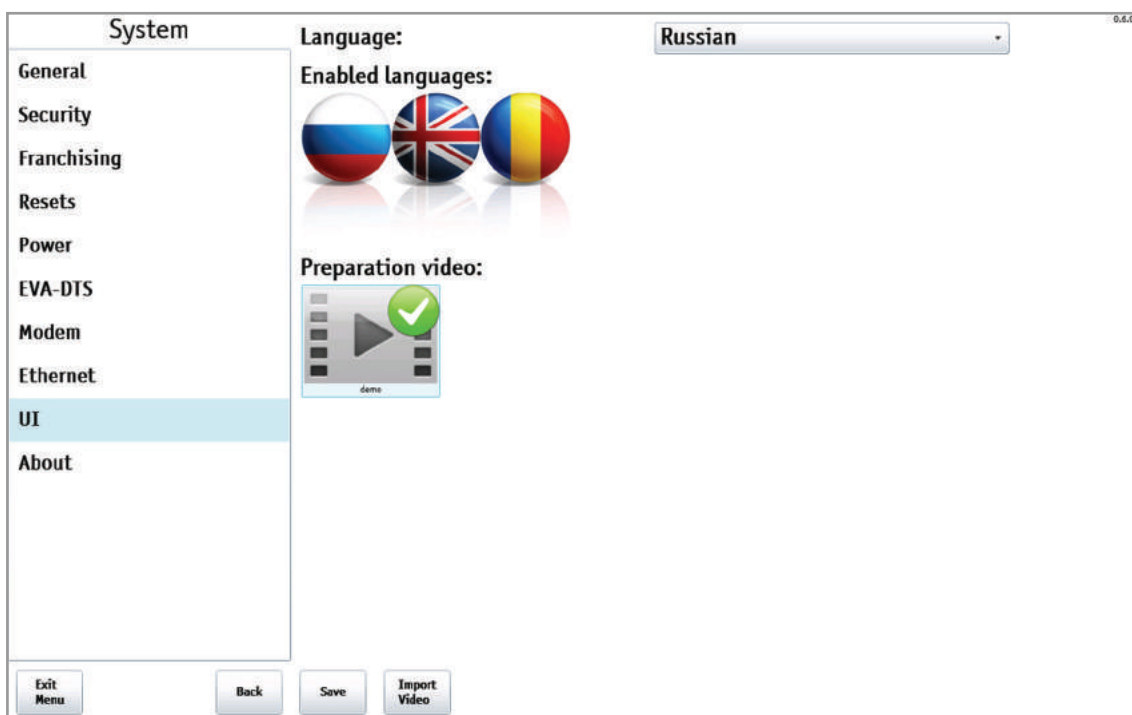 System
General
Security
Franchising
Resets
Power
EVA-DTS
Modem
Ethernet
UI
About
Language:
Russian
Enabled languages:
Preparation video:
demo
Exit
Menu
Back
Save
Import
Video